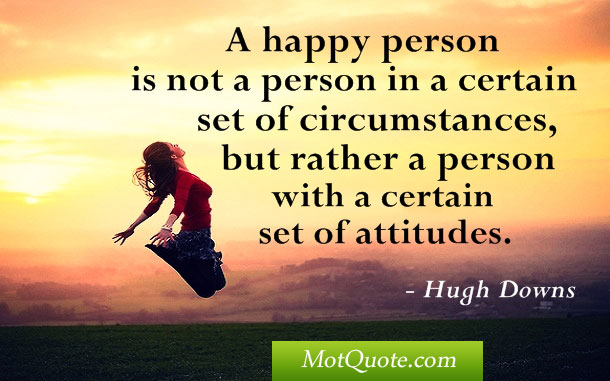 A happy person
is not a person in a certain
set of circumstances,
but rather a person
with a certain
set of attitudes.
- Hugh Downs
MotQuote.com